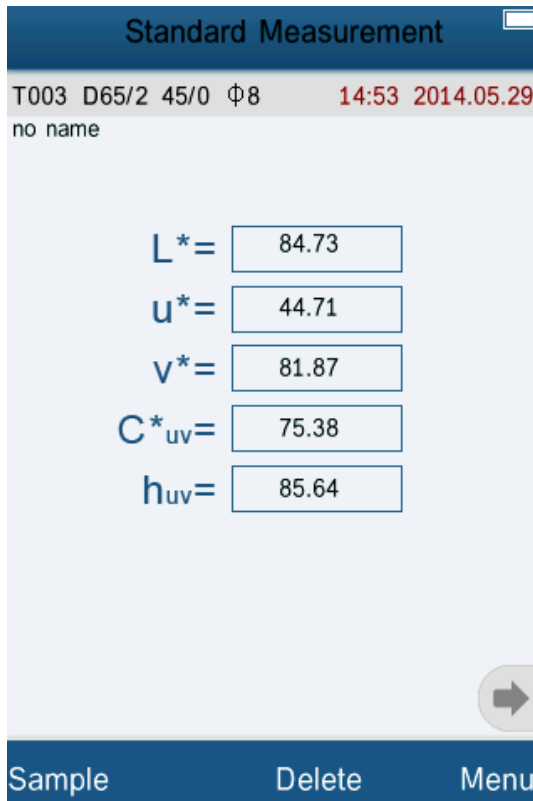 Standard Measurement
T003 D65/2 45/0 Φ8 14:53 2014.05.29
no name
L*= 84.73
u*= 44.71
v*= 81.87
C*uv= 75.38
huv= 85.64
Sample Delete Menu